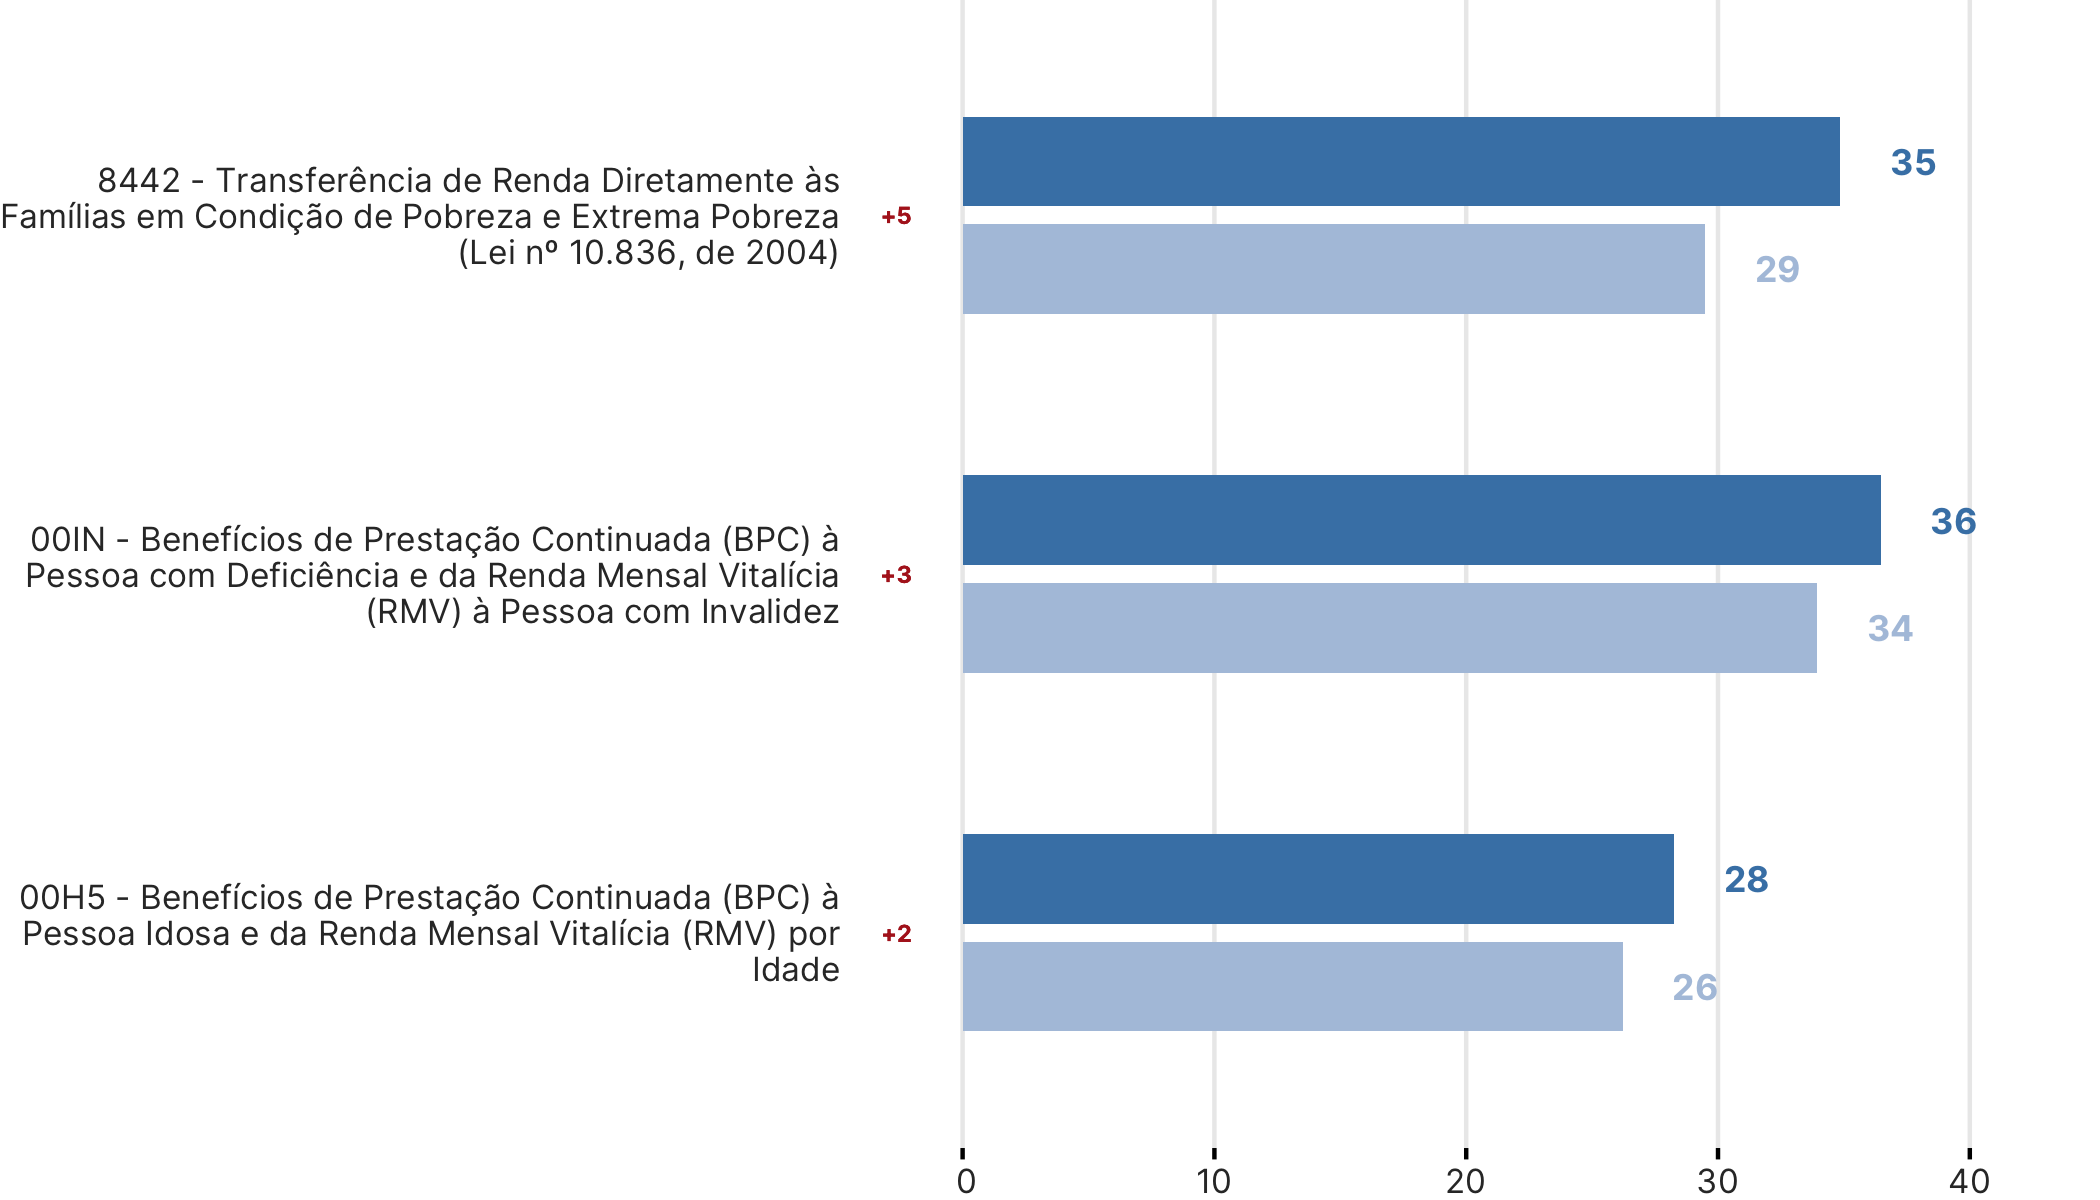 8442 - Transferência de Renda Diretamente às
Famílias em Condição de Pobreza e Extrema Pobreza
(Lei nº 10.836, de 2004)
+5
35
29
00IN - Benefícios de Prestação Continuada (BPC) à
Pessoa com Deficiência e da Renda Mensal Vitalícia
(RMV) à Pessoa com Invalidez
+3
36
34
00H5 - Benefícios de Prestação Continuada (BPC) à
Pessoa Idosa e da Renda Mensal Vitalícia (RMV) por
Idade
+2
28
26
0 10 20 30 40